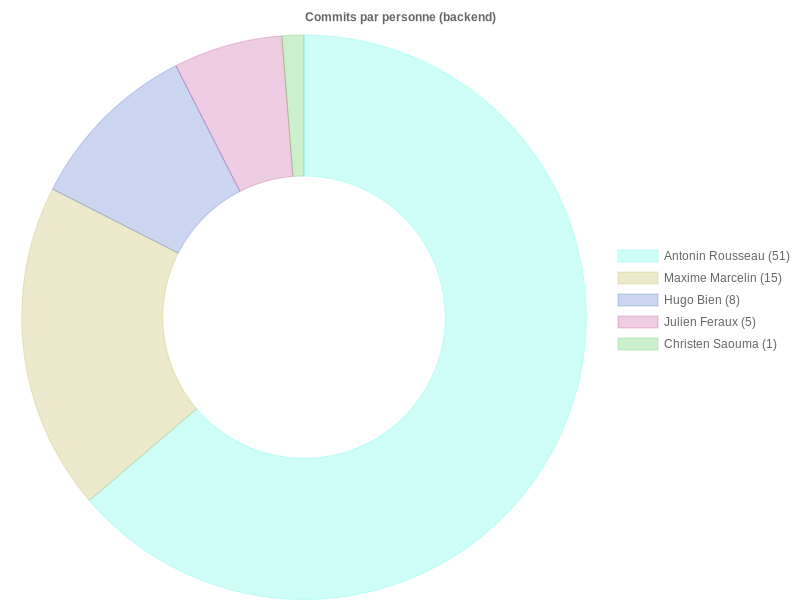 Commits par personne (backend)
Antonin Rousseau (51)
Maxime Marcelin (15)
Hugo Bien (8)
Julien Feraux (5)
Christen Saouma (1)